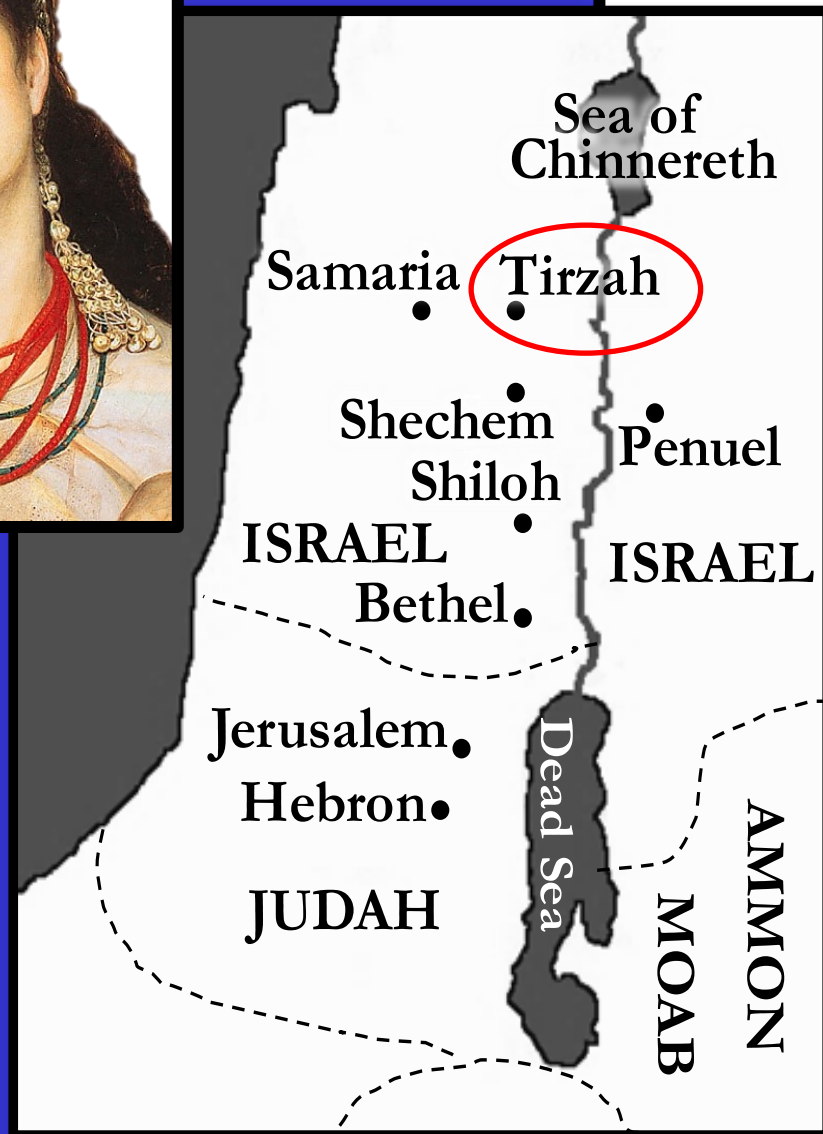 Sea of
Chinnereth
Samaria
Tirzah
Shechem
Penuel
Shiloh
ISRAEL
ISRAEL
Bethel
Jerusalem
Dead Sea
Hebron
AMMON
JUDAH
MOAB